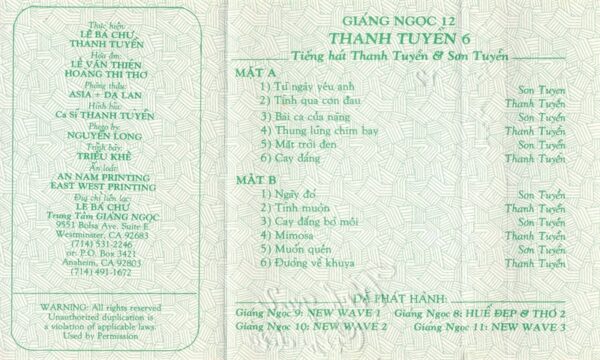 Thực hiện:
LÊ BÁ CHƯ
THANH TUYỀN
Hòa âm:
LÊ VĂN THIỆN
HOÀNG THI THƠ
Phòng thâu:
ASIA + DẠ LAN
Hình bìa:
Ca Sĩ THANH TUYỀN
Photo by:
NGUYỄN LONG
Trình bày:
TRIỀU KHÊ
Ấn loát:
AN NAM PRINTING
EAST WEST PRINTING
Địa chỉ liên lạc:
LÊ BÁ CHƯ
Trung Tâm GIÁNG NGỌC
9551 Bolsa Ave. Suite E
Westminster, CA 92683
(714) 531-2246
or: P.O. Box 3421
Anaheim, CA 92803
(714) 491-1672
WARNING: All rights reserved
Unauthorized duplication is
a violation of applicable laws.
Used by Permission
GIÁNG NGỌC 12
THANH TUYỀN 6
Tiếng hát Thanh Tuyền & Sơn Tuyền
MẶT A
1) Từ ngày yêu anh Sơn Tuyền
2) Tình qua cơn đau Thanh Tuyền
3) Bài ca của nắng Sơn Tuyền
4) Thung lũng chim bay Thanh Tuyền
5) Mặt trời đen Sơn Tuyền
6) Cay đắng Thanh Tuyền
MẶT B
1) Ngây đơ Sơn Tuyền
2) Tình muộn Thanh Tuyền
3) Cay đắng bờ môi Sơn Tuyền
4) Mimosa Thanh Tuyền
5) Muốn quên Sơn Tuyền
6) Đường về khuya Thanh Tuyền
ĐÃ PHÁT HÀNH:
Giáng Ngọc 9: NEW WAVE 1 Giáng Ngọc 8: HUẾ ĐẸP & THƠ 2
Giáng Ngọc 10: NEW WAVE 2 Giáng Ngọc 11: NEW WAVE 3